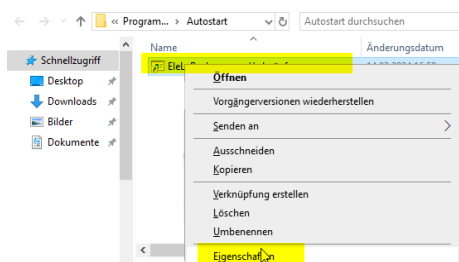 « Program... > Autostart
Autostart durchsuchen
Name
Änderungsdatum
Schnellzugriff
Desktop
Downloads
Bilder
Dokumente
Öffnen
Vorgängerversionen wiederherstellen
Senden an
Ausschneiden
Kopieren
Verknüpfung erstellen
Löschen
Umbenennen
Eigenschaften